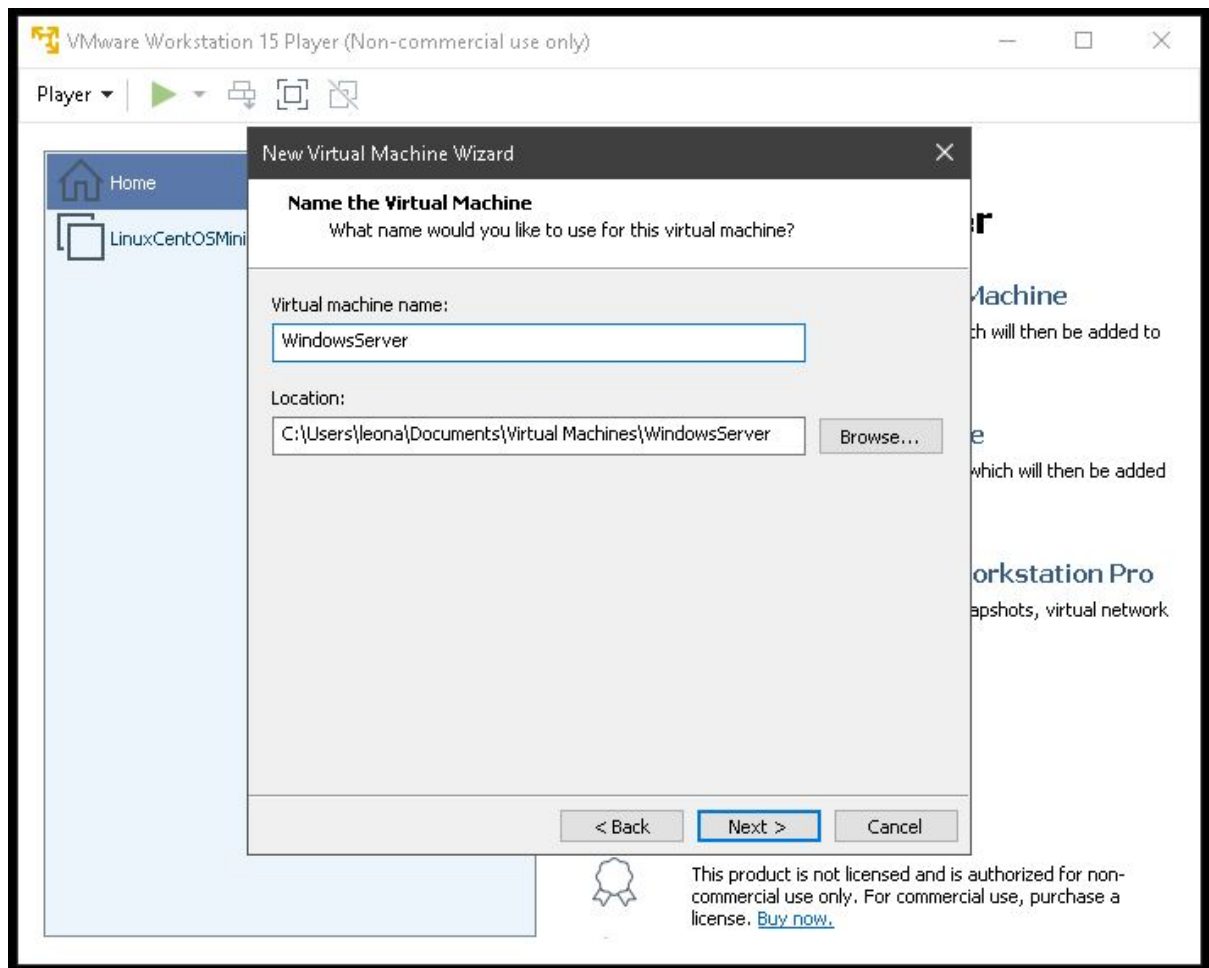 VMware Workstation 15 Player (Non-commercial use only)
Player
Home
LinuxCentOSMini
New Virtual Machine Wizard
Name the Virtual Machine
What name would you like to use for this virtual machine?
Virtual machine name:
WindowsServer
Location:
C:\Users\leona\Documents\Virtual Machines\WindowsServer
Browse...
< Back
Next >
Cancel
r
Machine
ch will then be added to
e
which will then be added
orkstation Pro
apshots, virtual network
This product is not licensed and is authorized for non-
commercial use only. For commercial use, purchase a
license. Buy now.